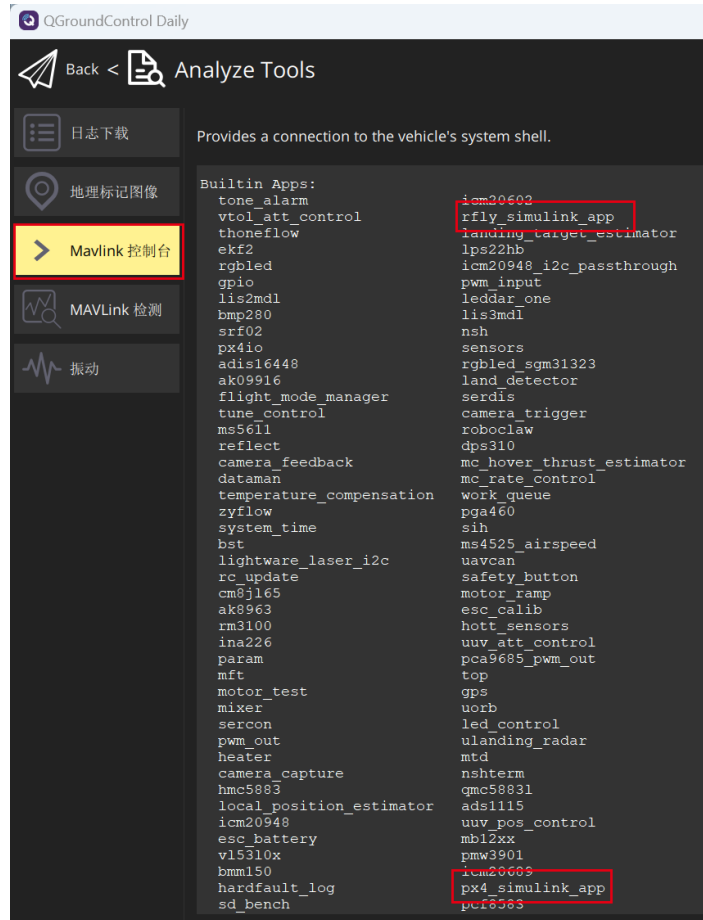 QGroundControl Daily
Back < Analyze Tools
日志下载
地理标记图像
Mavlink 控制台
MAVLink 检测
振动
Provides a connection to the vehicle's system shell.
Builtin Apps:
tone_alarm icm20602
vtol_att_control rfly_simulink_app
thoneflow landing_target_estimator
ekf2 lps22hb
rgbled icm20948_i2c_passthrough
gpio pwm_input
lis2mdl leddar_one
bmp280 lis3mdl
srf02 nsh
px4io sensors
adis16448 rgbled_sgm31323
ak09916 land_detector
flight_mode_manager serdis
tune_control camera_trigger
ms5611 roboclaw
reflect dps310
camera_feedback mc_hover_thrust_estimator
dataman mc_rate_control
temperature_compensation work_queue
zyflow pga460
system_time sih
bst ms4525_airspeed
lightware_laser_i2c uavcan
rc_update safety_button
cm8jl65 motor_ramp
ak8963 esc_calib
rm3100 hott_sensors
ina226 uuv_att_control
param pca9685_pwm_out
mft top
motor_test gps
mixer uorb
sercon led_control
pwm_out ulanding_radar
heater mtd
camera_capture nshterm
hmc5883 qmc5883l
local_position_estimator ads1115
icm20948 uuv_pos_control
esc_battery mb12xx
vl53l0x pmw3901
bmm150 icm20689
hardfault_log px4_simulink_app
sd_bench pcf8583